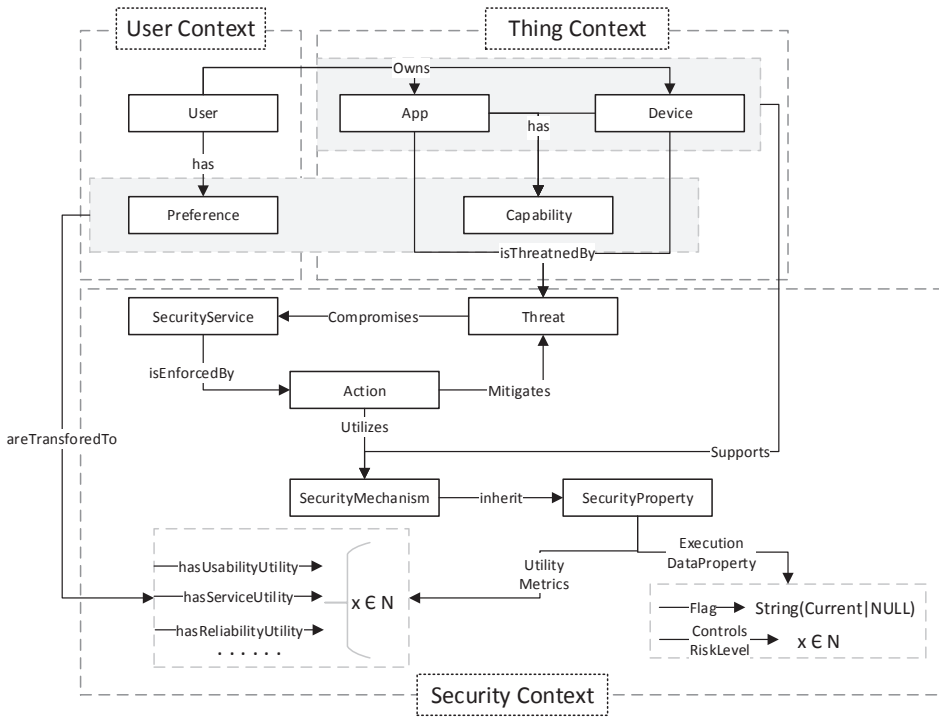 User Context
Thing Context
Owns
User
App
Device
has
has
Preference
Capability
isThreatnedBy
SecurityService
Compromises
Threat
isEnforcedBy
Action
Mitigates
Utilizes
areTransforedTo
Supports
SecurityMechanism
inherit
SecurityProperty
Execution
DataProperty
Utility
Metrics
hasUsabilityUtility
hasServiceUtility
x Є N
hasReliabilityUtility
. . . . . .
Flag
String(Current|NULL)
Controls
RiskLevel
x Є N
Security Context